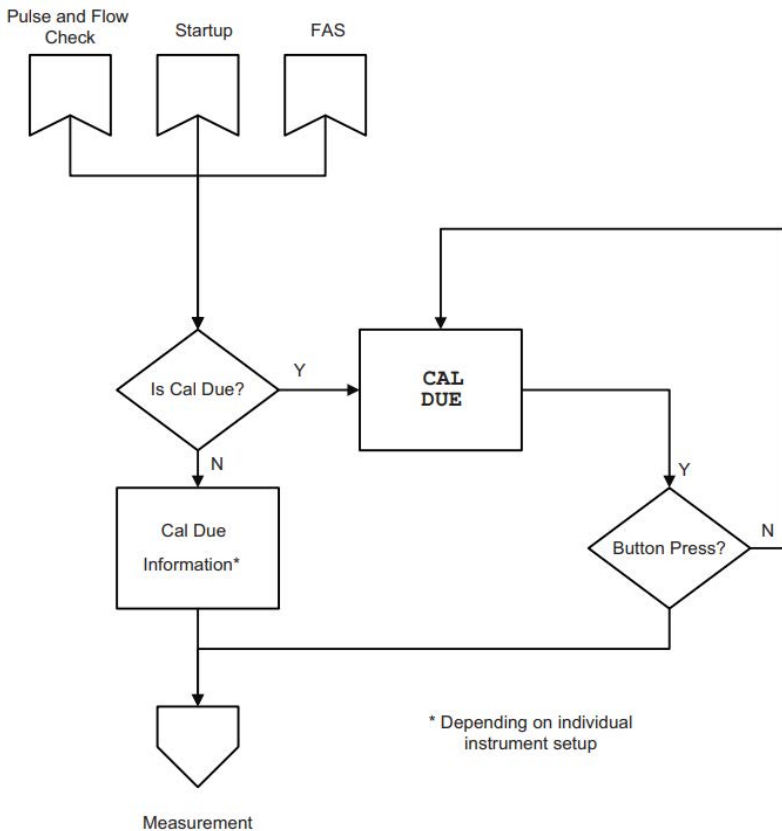 Pulse and Flow
Check
Startup
FAS
Is Cal Due?
Y
CAL
DUE
N
Y
Cal Due
Information*
Button Press?
N
* Depending on individual
instrument setup
Measurement